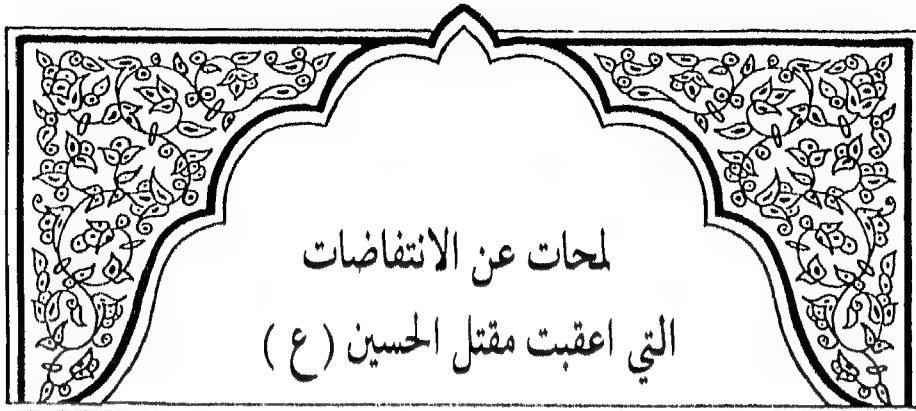 لمحات عن الانتفاضات
التي اعقبت مقتل الحسين ( ع )